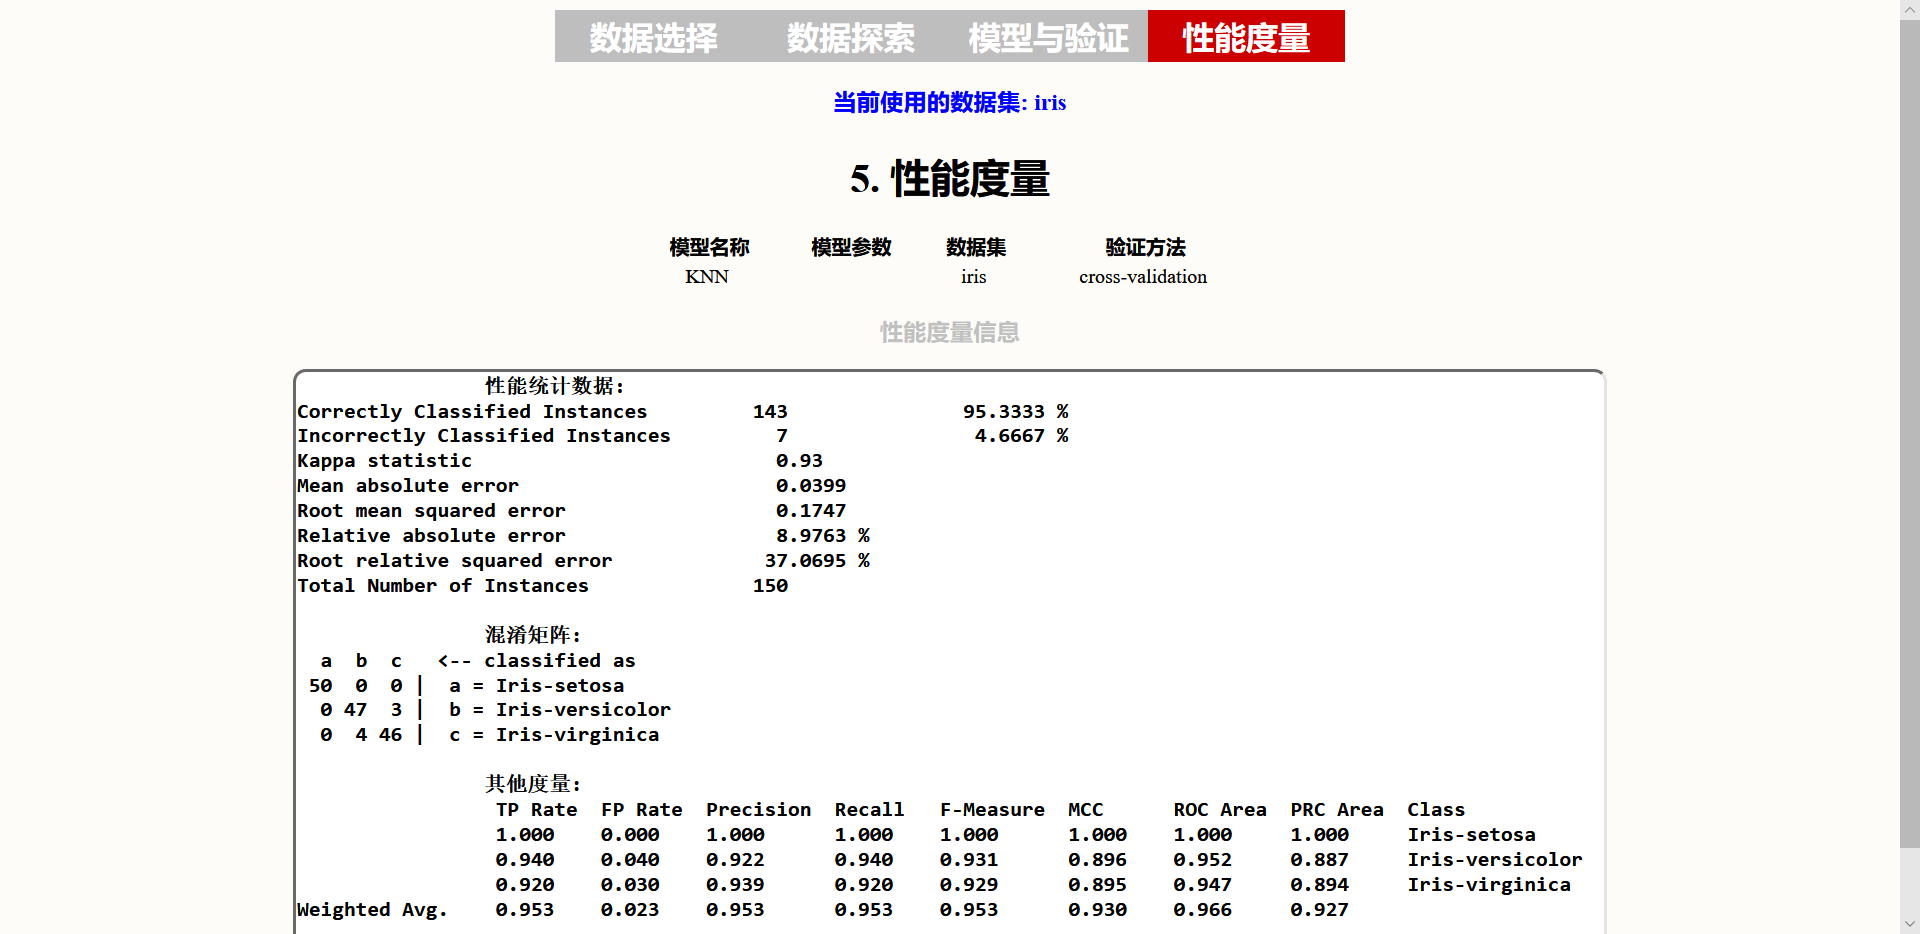 数据选择 数据探索 模型与验证 性能度量
当前使用的数据集: iris
5. 性能度量
模型名称 模型参数 数据集 验证方法
KNN iris cross-validation
性能度量信息
性能统计数据：
Correctly Classified Instances 143 95.3333 %
Incorrectly Classified Instances 7 4.6667 %
Kappa statistic 0.93
Mean absolute error 0.0399
Root mean squared error 0.1747
Relative absolute error 8.9763 %
Root relative squared error 37.0695 %
Total Number of Instances 150
混淆矩阵：
a b c <-- classified as
50 0 0 | a = Iris-setosa
0 47 3 | b = Iris-versicolor
0 4 46 | c = Iris-virginica
其他度量：
TP Rate FP Rate Precision Recall F-Measure MCC ROC Area PRC Area Class
1.000 0.000 1.000 1.000 1.000 1.000 1.000 1.000 Iris-setosa
0.940 0.040 0.922 0.940 0.931 0.896 0.952 0.887 Iris-versicolor
0.920 0.030 0.939 0.920 0.929 0.895 0.947 0.894 Iris-virginica
Weighted Avg. 0.953 0.023 0.953 0.953 0.953 0.930 0.966 0.927